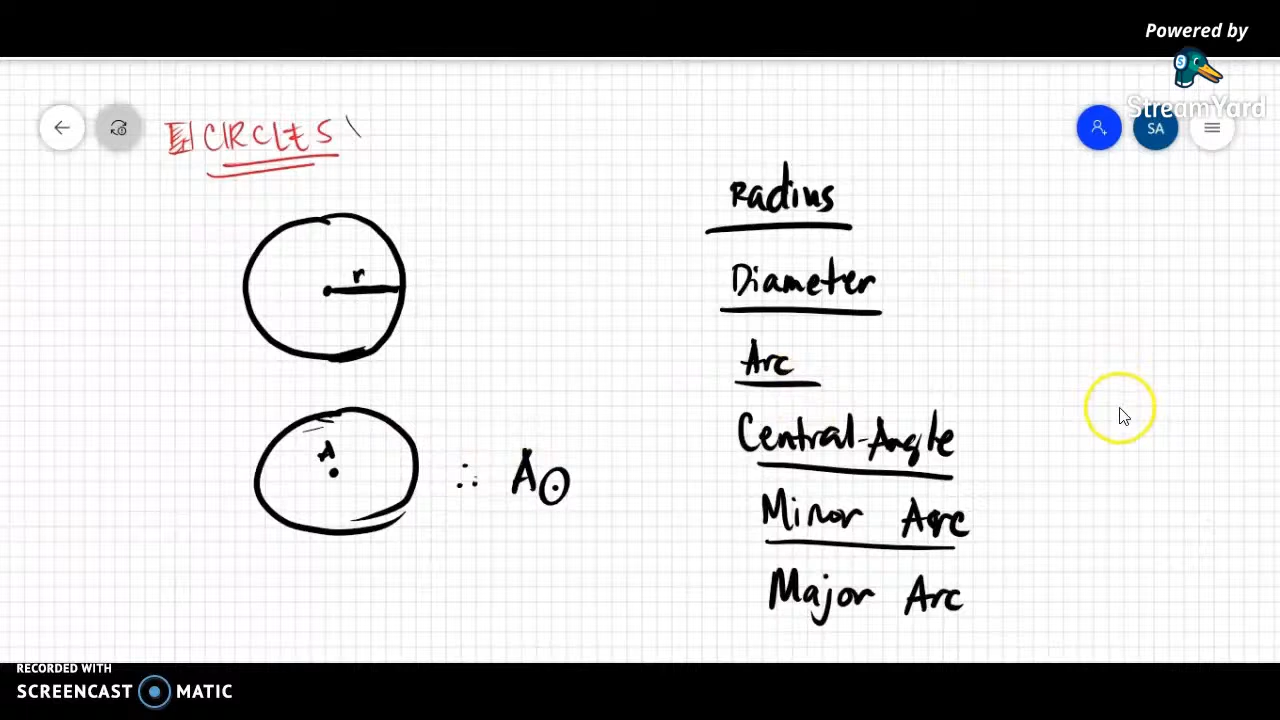 Powered by
StreamYard
CIRCLES
SA
r
A
∴ A⊙
Radius
Diameter
Arc
Central-Angle
Minor Arc
Major Arc
RECORDED WITH
SCREENCAST MATIC